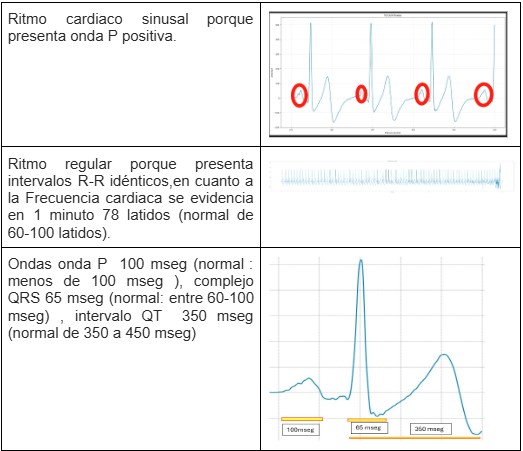 Ritmo cardiaco sinusal porque
presenta onda P positiva.
Ritmo regular porque presenta
intervalos R-R idénticos,en cuanto a
la Frecuencia cardiaca se evidencia
en 1 minuto 78 latidos (normal de
60-100 latidos).
Ondas onda P 100 mseg (normal :
menos de 100 mseg ), complejo
QRS 65 mseg (normal: entre 60-100
mseg) , intervalo QT 350 mseg
(normal de 350 a 450 mseg)
100mseg
65 mseg
350 mseg